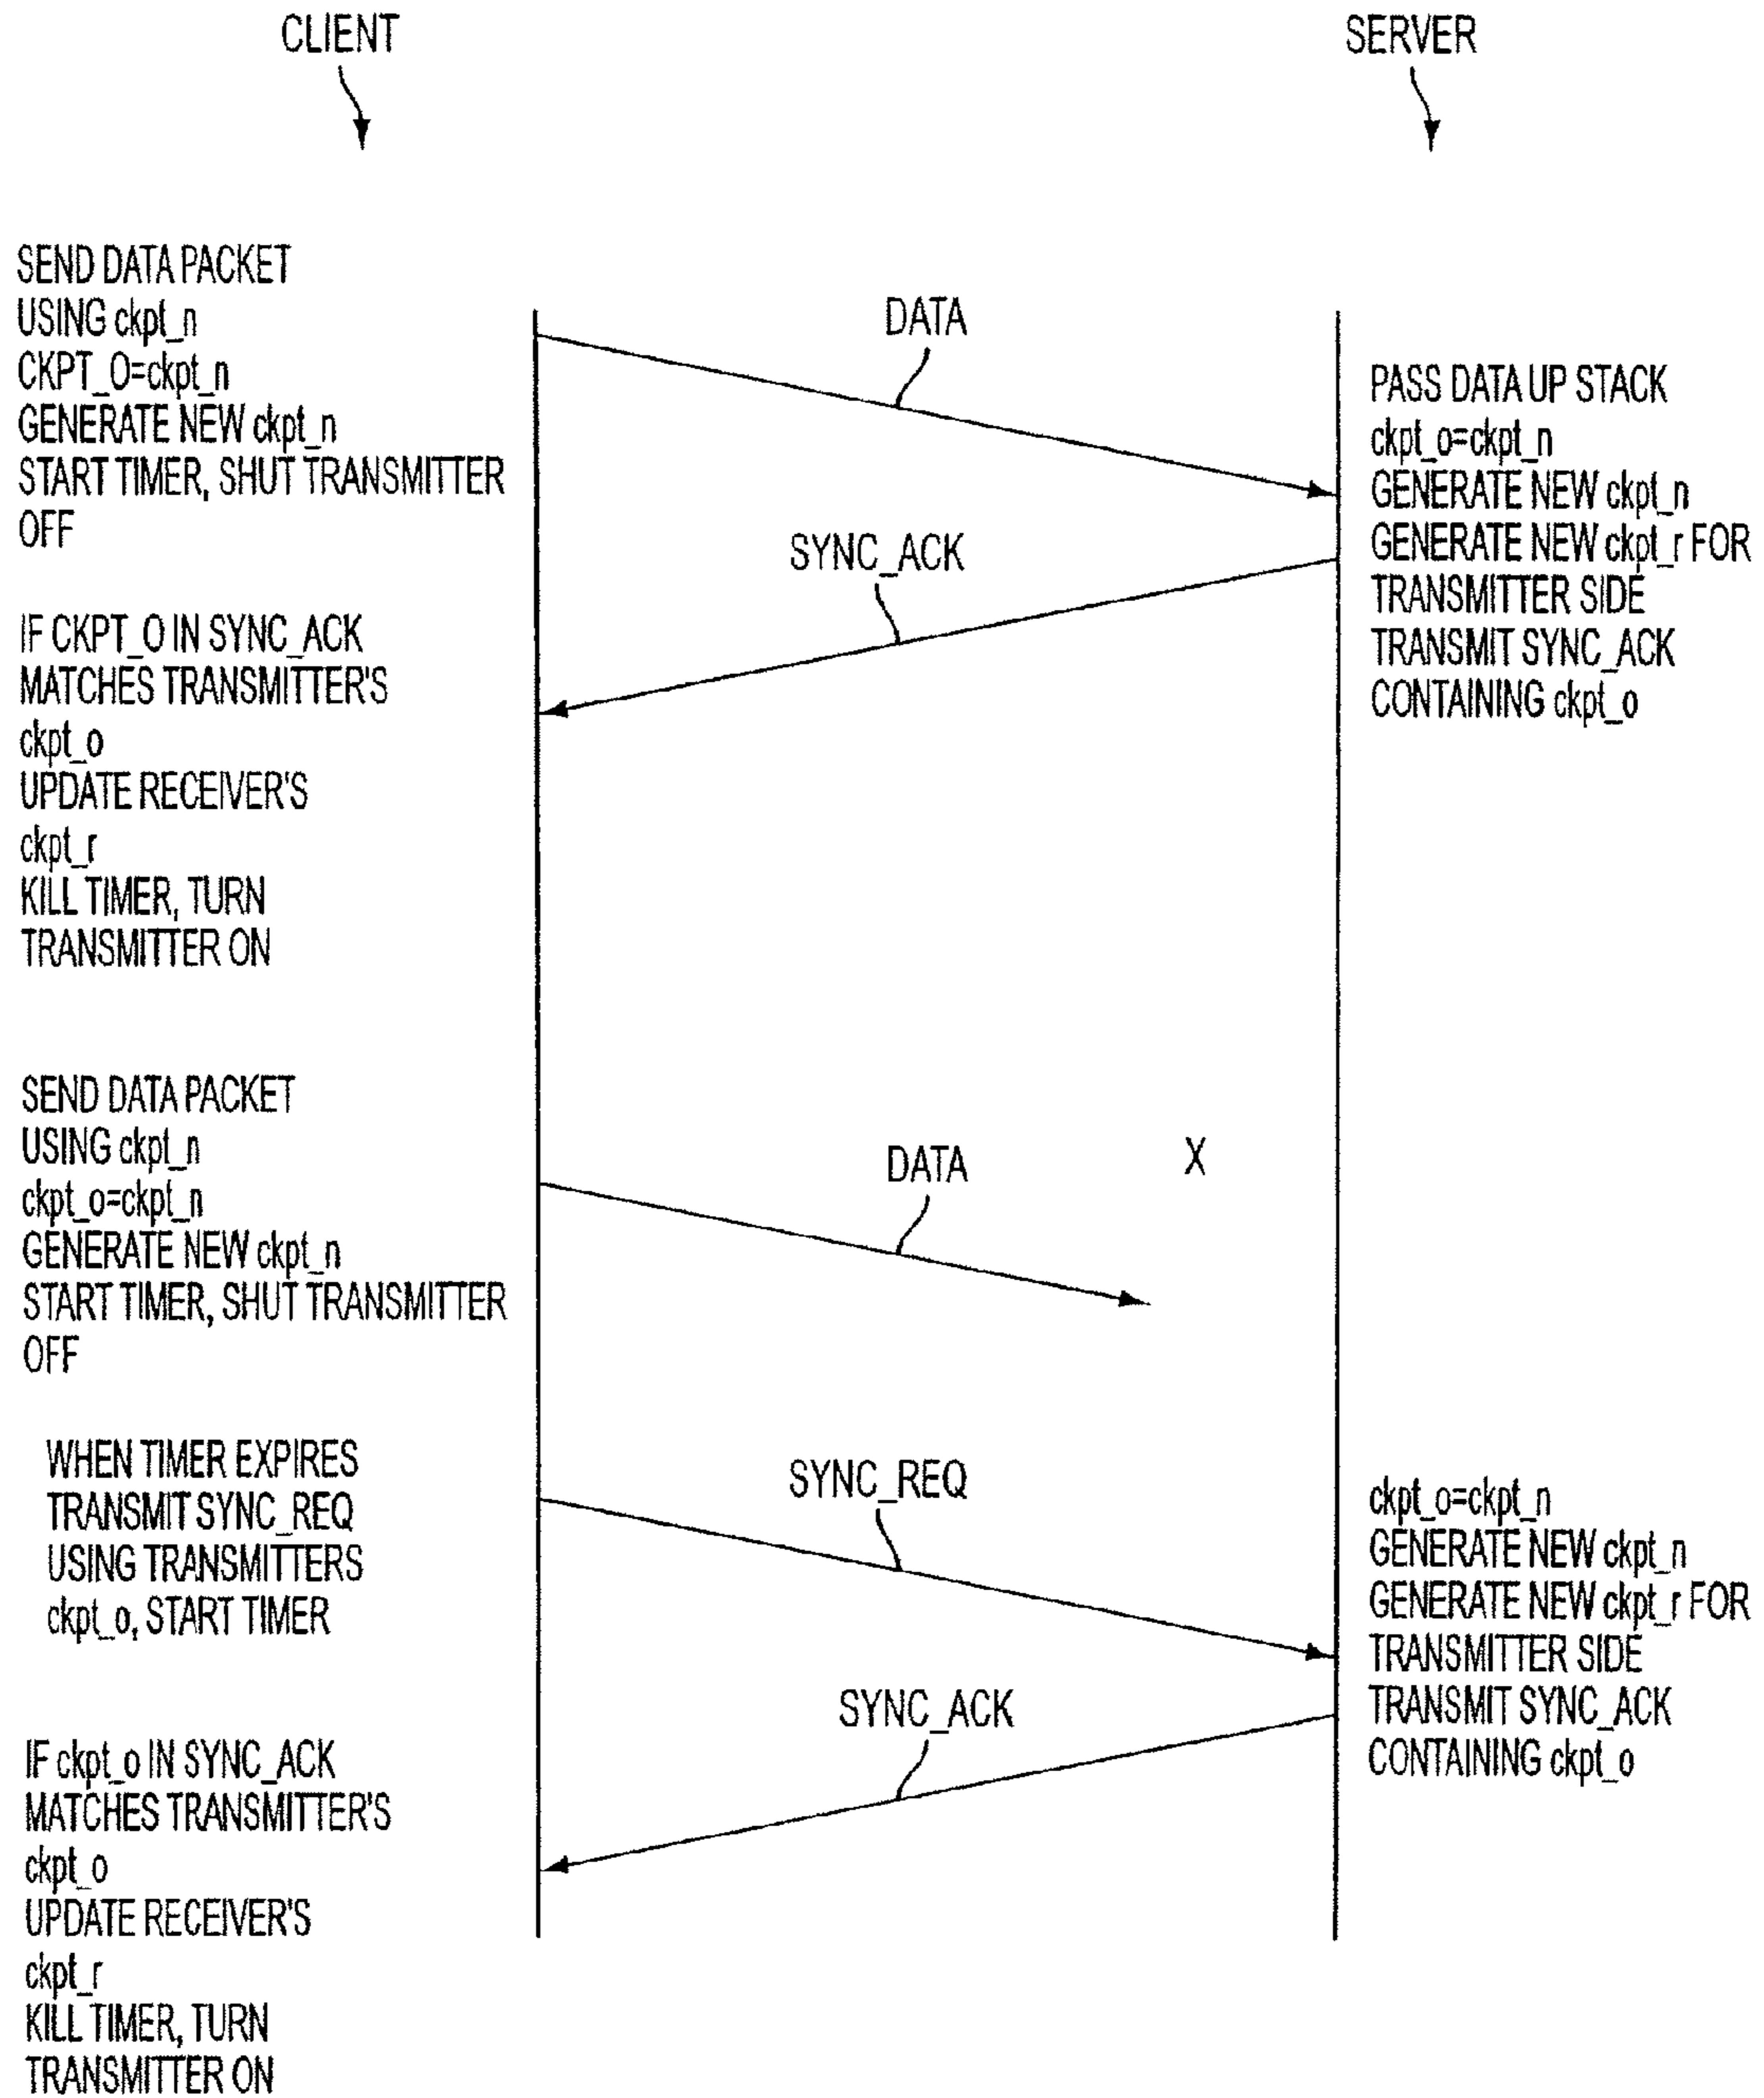 CLIENT
SERVER
SEND DATA PACKET
USING ckpt_n
CKPT_O=ckpt_n
GENERATE NEW ckpt_n
START TIMER, SHUT TRANSMITTER
OFF
DATA
PASS DATA UP STACK
ckpt_o=ckpt_n
GENERATE NEW ckpt_n
GENERATE NEW ckpt_r FOR
TRANSMITTER SIDE
TRANSMIT SYNC_ACK
CONTAINING ckpt_o
SYNC_ACK
IF CKPT_O IN SYNC_ACK
MATCHES TRANSMITTER'S
ckpt_o
UPDATE RECEIVER'S
ckpt_r
KILL TIMER, TURN
TRANSMITTER ON
SEND DATA PACKET
USING ckpt_n
ckpt_o=ckpt_n
GENERATE NEW ckpt_n
START TIMER, SHUT TRANSMITTER
OFF
DATA
X
WHEN TIMER EXPIRES
TRANSMIT SYNC_REQ
USING TRANSMITTERS
ckpt_o, START TIMER
SYNC_REQ
ckpt_o=ckpt_n
GENERATE NEW ckpt_n
GENERATE NEW ckpt_r FOR
TRANSMITTER SIDE
TRANSMIT SYNC_ACK
CONTAINING ckpt_o
SYNC_ACK
IF ckpt_o IN SYNC_ACK
MATCHES TRANSMITTER'S
ckpt_o
UPDATE RECEIVER'S
ckpt_r
KILL TIMER, TURN
TRANSMITTER ON